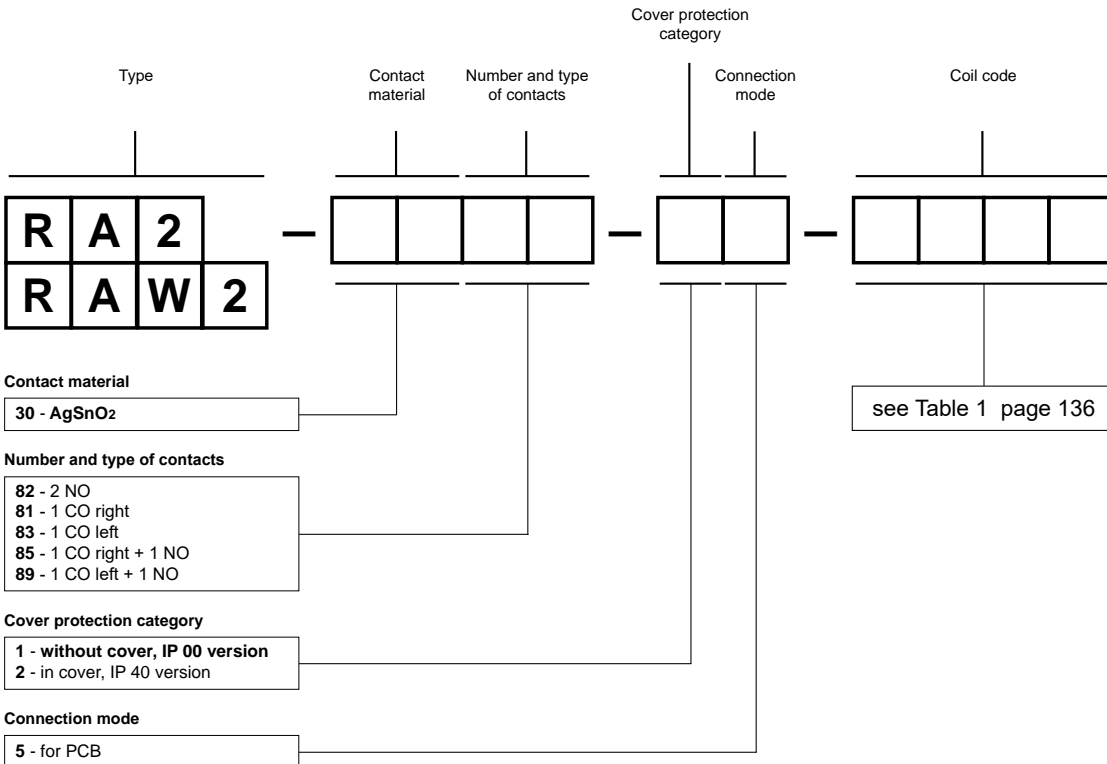 Cover protection
category
Type
Contact
material
Number and type
of contacts
Connection
mode
Coil code
R A 2 – – –
R A W 2
Contact material
30 - AgSnO2
see Table 1 page 136
Number and type of contacts
82 - 2 NO
81 - 1 CO right
83 - 1 CO left
85 - 1 CO right + 1 NO
89 - 1 CO left + 1 NO
Cover protection category
1 - without cover, IP 00 version
2 - in cover, IP 40 version
Connection mode
5 - for PCB